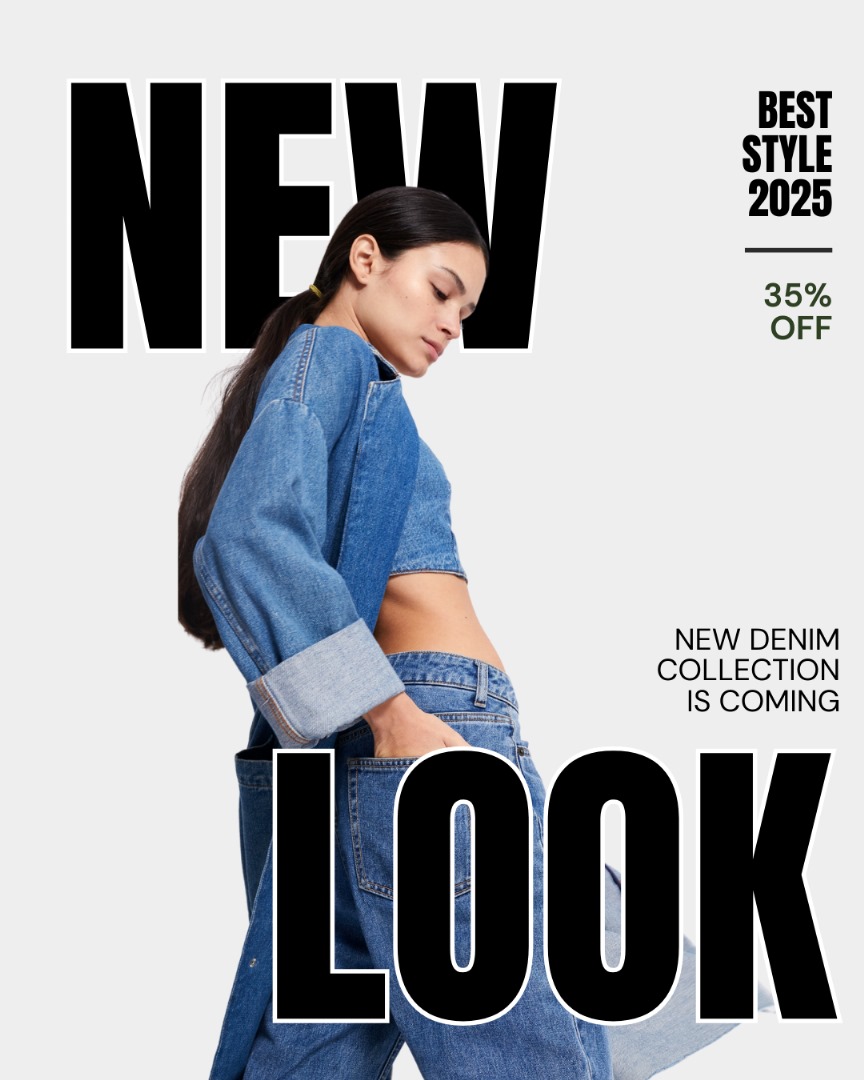 NEW
BEST
STYLE
2025
35%
OFF
NEW DENIM
COLLECTION
IS COMING
LOOK